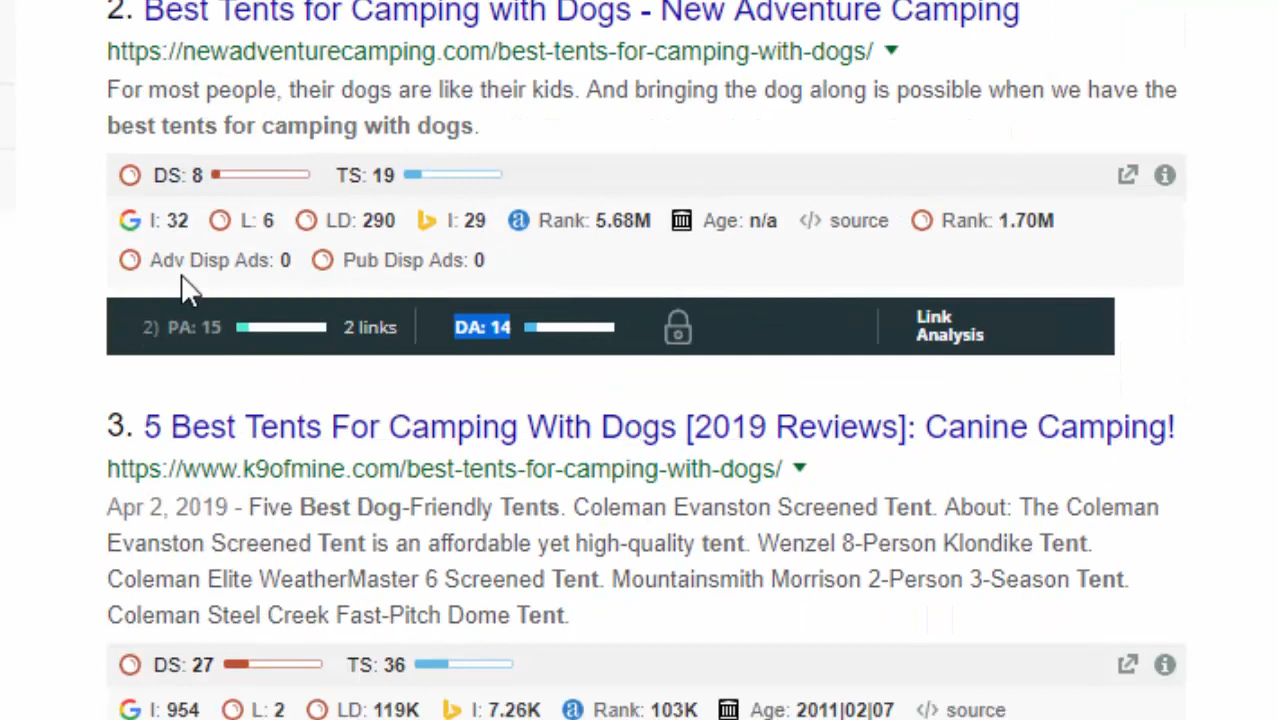 2. Best Tents for Camping with Dogs - New Adventure Camping
https://newadventurecamping.com/best-tents-for-camping-with-dogs/
For most people, their dogs are like their kids. And bringing the dog along is possible when we have the
best tents for camping with dogs.
DS: 8 TS: 19
I: 32 L: 6 LD: 290 I: 29 Rank: 5.68M Age: n/a </> source Rank: 1.70M
Adv Disp Ads: 0 Pub Disp Ads: 0
2) PA: 15 2 links DA: 14 Link
Analysis
3. 5 Best Tents For Camping With Dogs [2019 Reviews]: Canine Camping!
https://www.k9ofmine.com/best-tents-for-camping-with-dogs/
Apr 2, 2019 - Five Best Dog-Friendly Tents. Coleman Evanston Screened Tent. About: The Coleman
Evanston Screened Tent is an affordable yet high-quality tent. Wenzel 8-Person Klondike Tent.
Coleman Elite WeatherMaster 6 Screened Tent. Mountainsmith Morrison 2-Person 3-Season Tent.
Coleman Steel Creek Fast-Pitch Dome Tent.
DS: 27 TS: 36
I: 954 L: 2 LD: 119K I: 7.26K Rank: 103K Age: 2011|02|07 </> source